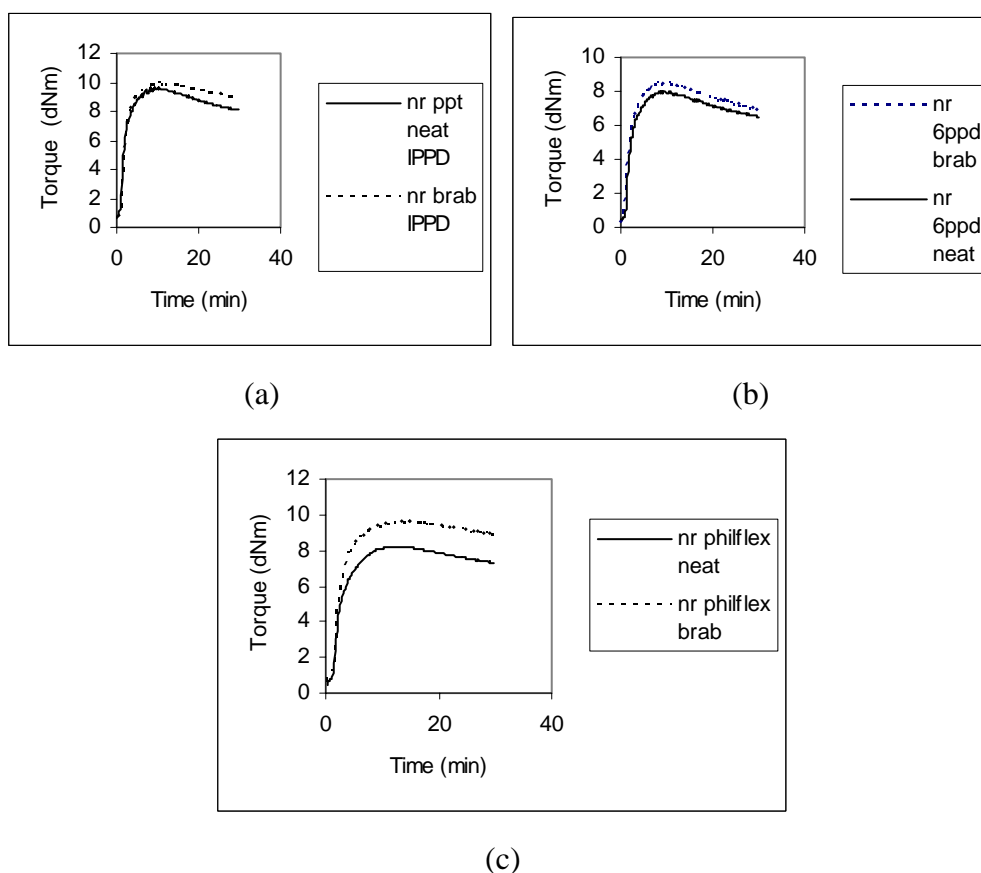 12
10
8
6
4
2
0
Torque (dNm)
0 20 40
Time (min)
nr ppt
neat
IPPD
nr brab
IPPD
(a)
10
8
6
4
2
0
Torque (dNm)
0 20 40
Time (min)
nr
6ppd
brab
nr
6ppd
neat
(b)
12
10
8
6
4
2
0
Torque (dNm)
0 20 40
Time (min)
nr philflex
neat
nr philflex
brab
(c)